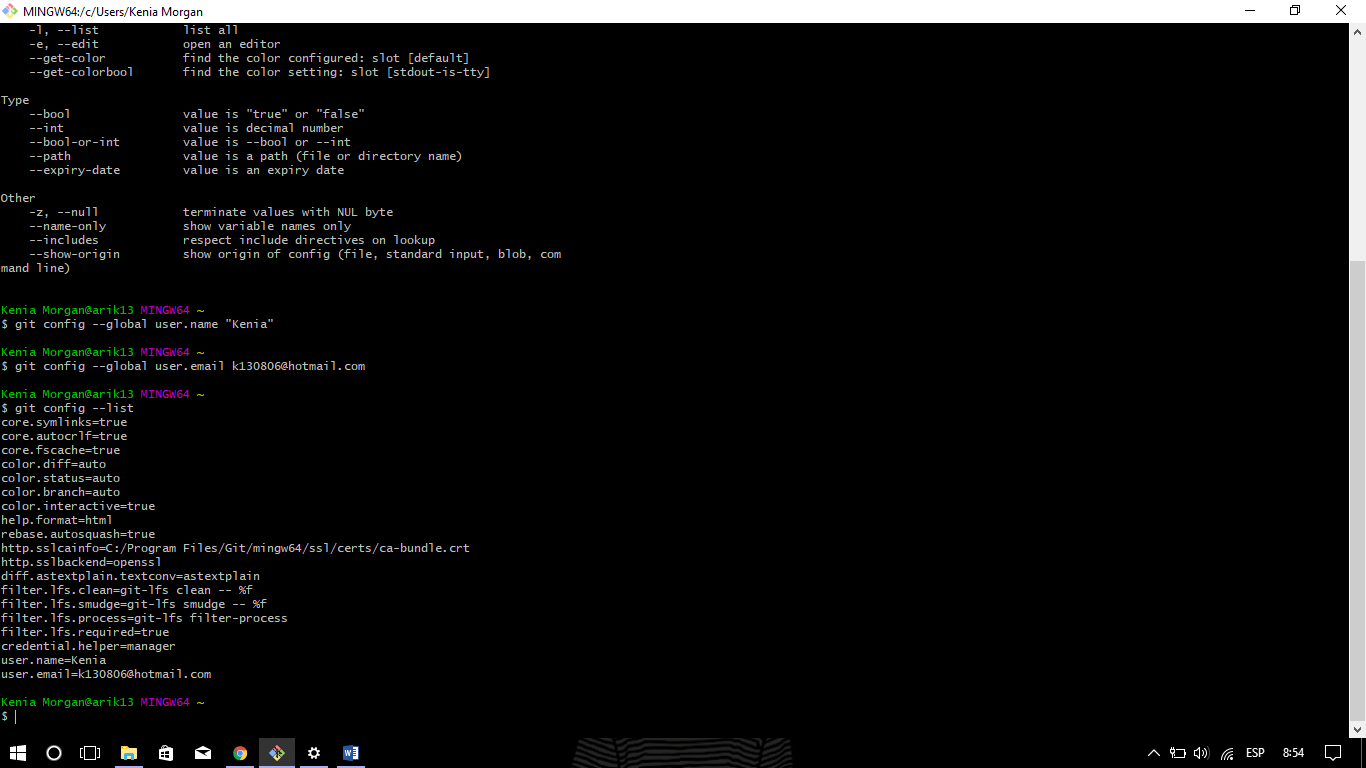 MINGW64:/c/Users/Kenia Morgan
-l, --list list all
-e, --edit open an editor
--get-color find the color configured: slot [default]
--get-colorbool find the color setting: slot [stdout-is-tty]
Type
--bool value is "true" or "false"
--int value is decimal number
--bool-or-int value is --bool or --int
--path value is a path (file or directory name)
--expiry-date value is an expiry date
Other
-z, --null terminate values with NUL byte
--name-only show variable names only
--includes respect include directives on lookup
--show-origin show origin of config (file, standard input, blob, com
mand line)
Kenia Morgan@arik13 MINGW64 ~
$ git config --global user.name "Kenia"
Kenia Morgan@arik13 MINGW64 ~
$ git config --global user.email k130806@hotmail.com
Kenia Morgan@arik13 MINGW64 ~
$ git config --list
core.symlinks=true
core.autocrlf=true
core.fscache=true
color.diff=auto
color.status=auto
color.branch=auto
color.interactive=true
help.format=html
rebase.autosquash=true
http.sslcainfo=C:/Program Files/Git/mingw64/ssl/certs/ca-bundle.crt
http.sslbackend=openssl
diff.astextplain.textconv=astextplain
filter.lfs.clean=git-lfs clean -- %f
filter.lfs.smudge=git-lfs smudge -- %f
filter.lfs.process=git-lfs filter-process
filter.lfs.required=true
credential.helper=manager
user.name=Kenia
user.email=k130806@hotmail.com
Kenia Morgan@arik13 MINGW64 ~
$
ESP 8:54